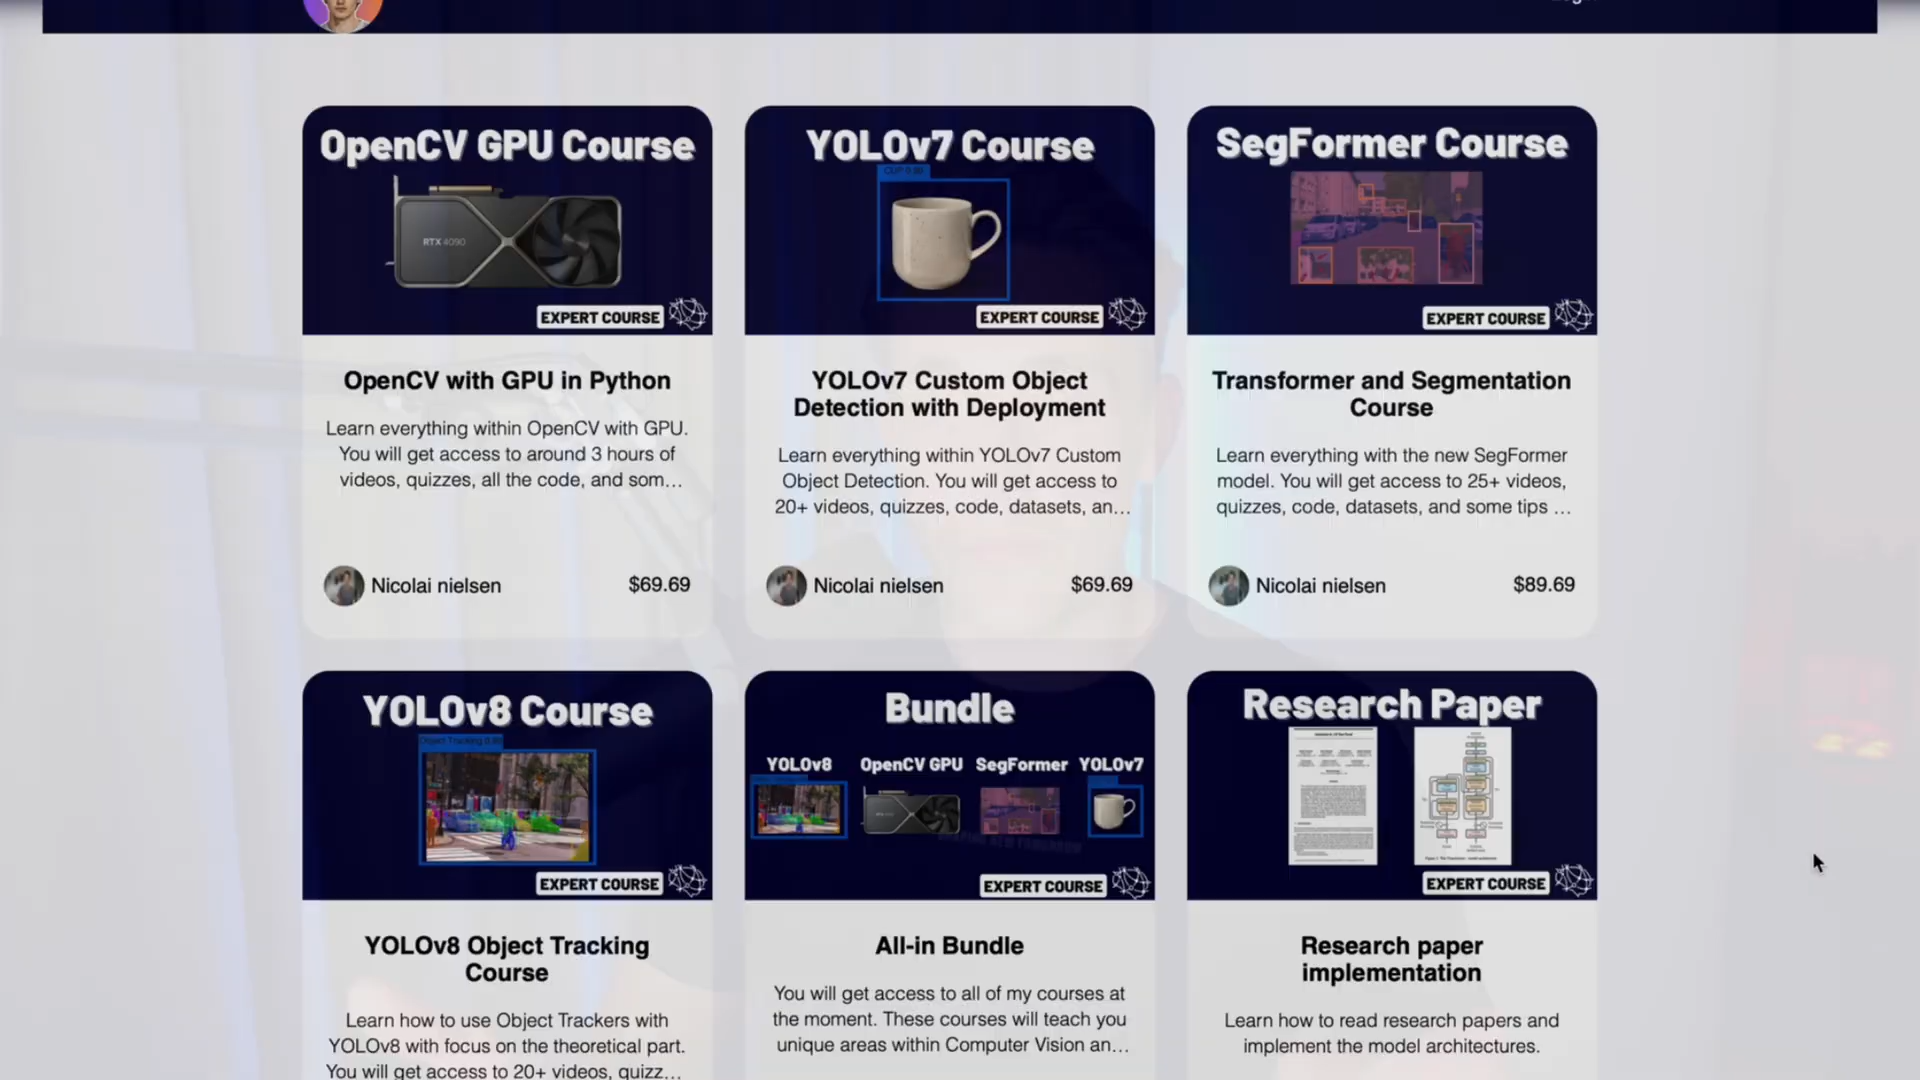 OpenCV GPU Course
RTX 4090
EXPERT COURSE
OpenCV with GPU in Python
Learn everything within OpenCV with GPU.
You will get access to around 3 hours of
videos, quizzes, all the code, and som...
Nicolai nielsen
$69.69
YOLOv7 Course
CUP 0.99
EXPERT COURSE
YOLOv7 Custom Object
Detection with Deployment
Learn everything within YOLOv7 Custom
Object Detection. You will get access to
20+ videos, quizzes, code, datasets, an...
Nicolai nielsen
$69.69
SegFormer Course
EXPERT COURSE
Transformer and Segmentation
Course
Learn everything with the new SegFormer
model. You will get access to 25+ videos,
quizzes, code, datasets, and some tips ...
Nicolai nielsen
$89.69
YOLOv8 Course
Object Tracking
EXPERT COURSE
YOLOv8 Object Tracking
Course
Learn how to use Object Trackers with
YOLOv8 with focus on the theoretical part.
You will get access to 20+ videos, quizz...
Bundle
YOLOv8 OpenCV GPU SegFormer YOLOv7
EXPERT COURSE
All-in Bundle
You will get access to all of my courses at
the moment. These courses will teach you
unique areas within Computer Vision an...
Research Paper
EXPERT COURSE
Research paper
implementation
Learn how to read research papers and
implement the model architectures.